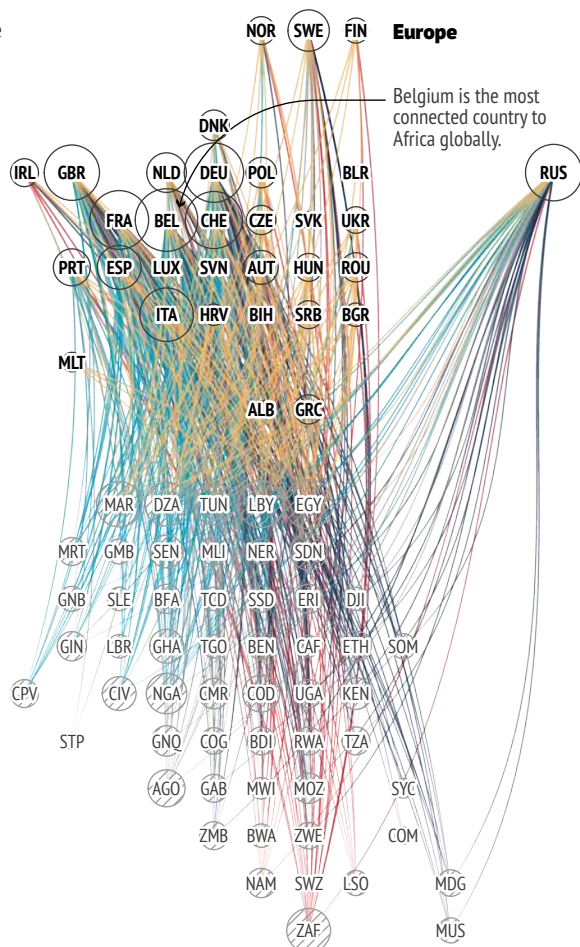 NOR SWE FIN Europe
Belgium is the most
connected country to
Africa globally.
DNK
IRL GBR NLD DEU POL BLR RUS
FRA BEL CHE CZE SVK UKR
PRT ESP LUX SVN AUT HUN ROU
ITA HRV BIH SRB BGR
MLT
ALB GRC
MAR DZA TUN LBY EGY
MRT GMB SEN MLI NER SDN
GNB SLE BFA TCD SSD ERI DJI
GIN LBR GHA TGO BEN CAF ETH SOM
CPV CIV NGA CMR COD UGA KEN
STP GNQ COG BDI RWA TZA
AGO GAB MWI MOZ SYC
ZMB BWA ZWE COM
NAM SWZ LSO MDG
ZAF MUS